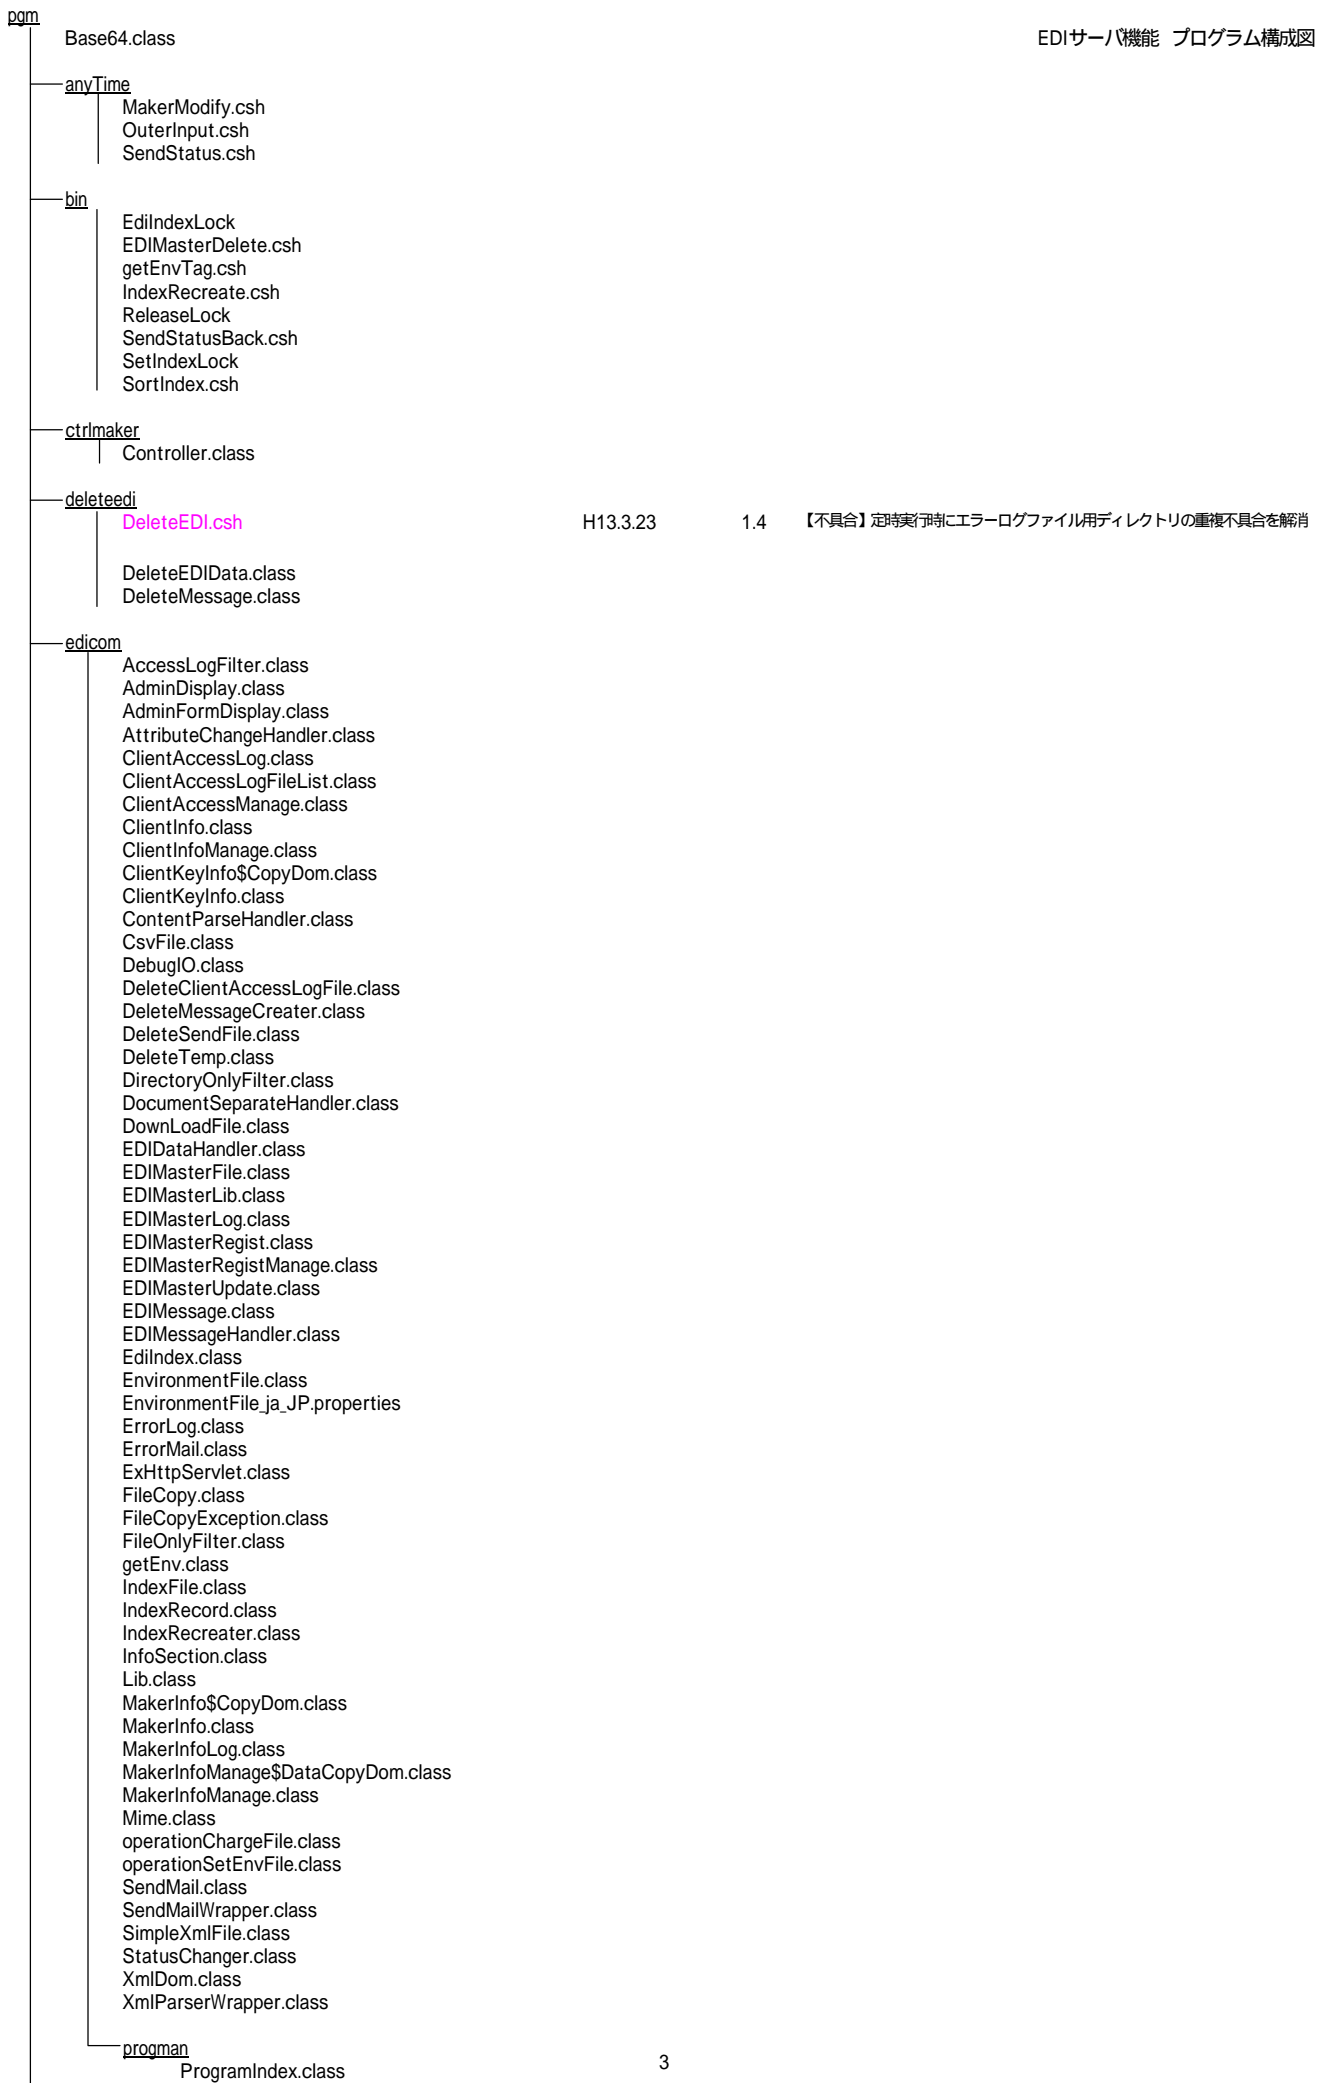 pgm
Base64.class
EDIサーバ機能 プログラム構成図
anyTime
MakerModify.csh
OuterInput.csh
SendStatus.csh
bin
EdiIndexLock
EDIMasterDelete.csh
getEnvTag.csh
IndexRecreate.csh
ReleaseLock
SendStatusBack.csh
SetIndexLock
SortIndex.csh
ctrlmaker
Controller.class
deleteedi
DeleteEDI.csh H13.3.23 1.4 【不具合】定時実行時にエラーログファイル用ディレクトリの重複不具合を解消
DeleteEDIData.class
DeleteMessage.class
edicom
AccessLogFilter.class
AdminDisplay.class
AdminFormDisplay.class
AttributeChangeHandler.class
ClientAccessLog.class
ClientAccessLogFileList.class
ClientAccessManage.class
ClientInfo.class
ClientInfoManage.class
ClientKeyInfo$CopyDom.class
ClientKeyInfo.class
ContentParseHandler.class
CsvFile.class
DebugIO.class
DeleteClientAccessLogFile.class
DeleteMessageCreater.class
DeleteSendFile.class
DeleteTemp.class
DirectoryOnlyFilter.class
DocumentSeparateHandler.class
DownLoadFile.class
EDIDataHandler.class
EDIMasterFile.class
EDIMasterLib.class
EDIMasterLog.class
EDIMasterRegist.class
EDIMasterRegistManage.class
EDIMasterUpdate.class
EDIMessage.class
EDIMessageHandler.class
EdiIndex.class
EnvironmentFile.class
EnvironmentFile_ja_JP.properties
ErrorLog.class
ErrorMail.class
ExHttpServlet.class
FileCopy.class
FileCopyException.class
FileOnlyFilter.class
getEnv.class
IndexFile.class
IndexRecord.class
IndexRecreater.class
InfoSection.class
Lib.class
MakerInfo$CopyDom.class
MakerInfo.class
MakerInfoLog.class
MakerInfoManage$DataCopyDom.class
MakerInfoManage.class
Mime.class
operationChargeFile.class
operationSetEnvFile.class
SendMail.class
SendMailWrapper.class
SimpleXmlFile.class
StatusChanger.class
XmlDom.class
XmlParserWrapper.class
progman
ProgramIndex.class
3